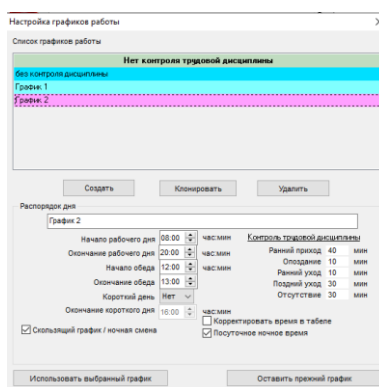 Настройка графиков работы
Список графиков работы
Нет контроля трудовой дисциплины
без контроля дисциплины
График 1
График 2
Создать Клонировать Удалить
Распорядок дня
График 2
Начало рабочего дня 08:00 час:мин Контроль трудовой дисциплины
Окончание рабочего дня 20:00 час:мин Ранний приход 40 мин
Начало обеда 12:00 час:мин Опоздание 10 мин
Окончание обеда 13:00 Ранний уход 10 мин
Короткий день Нет Поздний уход 30 мин
Окончание короткого дня 16:00 час:мин Отсутствие 30 мин
Корректировать время в табеле
Скользящий график / ночная смена Посуточное ночное время
Использовать выбранный график Оставить прежний график